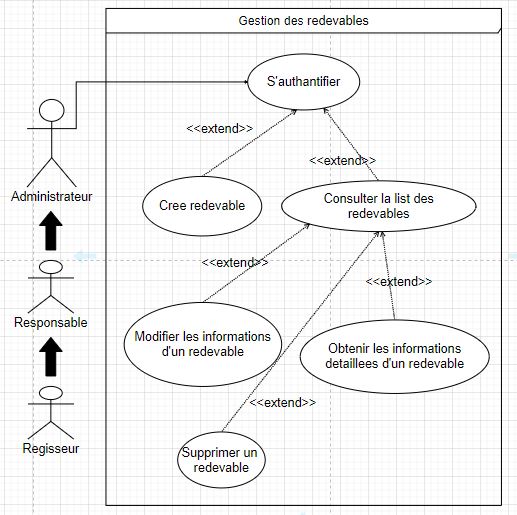 Gestion des redevables
S'authantifier
<<extend>>
<<extend>>
Administrateur
Cree redevable
Consulter la list des
redevables
<<extend>>
<<extend>>
Responsable
Modifier les informations
d'un redevable
Obtenir les informations
detaillees d'un redevable
<<extend>>
Regisseur
Supprimer un
redevable